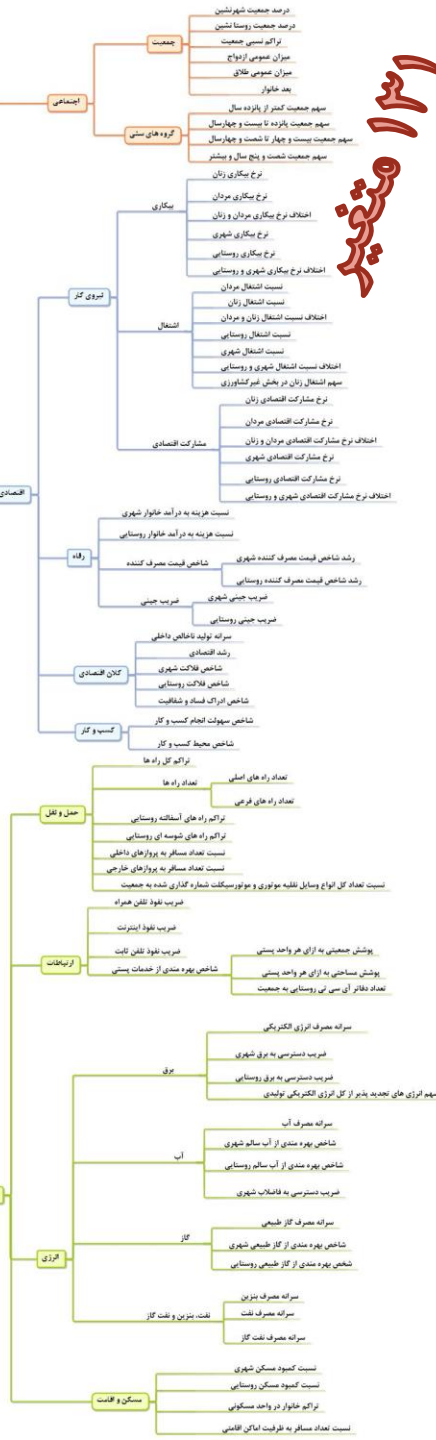 ۱۳۱ متغیر
اجتماعی
جمعیت
درصد جمعیت شهرنشین
درصد جمعیت روستا نشین
تراکم نسبی جمعیت
میزان عمومی ازدواج
میزان عمومی طلاق
بعد خانوار
گروه های سنی
سهم جمعیت کمتر از پانزده سال
سهم جمعیت پانزده تا بیست و چهارسال
سهم جمعیت بیست و چهار تا شصت و چهارسال
سهم جمعیت شصت و پنج سال و بیشتر
اقتصادی
نیروی کار
بیکاری
نرخ بیکاری زنان
نرخ بیکاری مردان
اختلاف نرخ بیکاری مردان و زنان
نرخ بیکاری شهری
نرخ بیکاری روستایی
اختلاف نرخ بیکاری شهری و روستایی
اشتغال
نسبت اشتغال مردان
نسبت اشتغال زنان
اختلاف نسبت اشتغال زنان و مردان
نسبت اشتغال روستایی
نسبت اشتغال شهری
اختلاف نسبت اشتغال شهری و روستایی
سهم اشتغال زنان در بخش غیرکشاورزی
مشارکت اقتصادی
نرخ مشارکت اقتصادی زنان
نرخ مشارکت اقتصادی مردان
اختلاف نرخ مشارکت اقتصادی مردان و زنان
نرخ مشارکت اقتصادی شهری
نرخ مشارکت اقتصادی روستایی
اختلاف نرخ مشارکت اقتصادی شهری و روستایی
رفاه
نسبت هزینه به درآمد خانوار شهری
نسبت هزینه به درآمد خانوار روستایی
شاخص قیمت مصرف کننده
رشد شاخص قیمت مصرف کننده شهری
رشد شاخص قیمت مصرف کننده روستایی
ضریب جینی
ضریب جینی شهری
ضریب جینی روستایی
کلان اقتصادی
سرانه تولید ناخالص داخلی
رشد اقتصادی
شاخص فلاکت شهری
شاخص فلاکت روستایی
شاخص ادراک فساد و شفافیت
کسب و کار
شاخص سهولت انجام کسب و کار
شاخص محیط کسب و کار
حمل و نقل
تراکم کل راه ها
تعداد راه ها
تعداد راه های اصلی
تعداد راه های فرعی
تراکم راه های آسفالته روستایی
تراکم راه های شوسه ای روستایی
نسبت تعداد مسافر به پروازهای داخلی
نسبت تعداد مسافر به پروازهای خارجی
نسبت تعداد کل انواع وسایل نقلیه موتوری و موتورسیکلت شماره گذاری شده به جمعیت
ارتباطات
ضریب نفوذ تلفن همراه
ضریب نفوذ اینترنت
ضریب نفوذ تلفن ثابت
شاخص بهره مندی از خدمات پستی
پوشش جمعیتی به ازای هر واحد پستی
پوشش مساحتی به ازای هر واحد پستی
تعداد دفاتر آی سی تی روستایی به جمعیت
انرژی
برق
سرانه مصرف انرژی الکتریکی
ضریب دسترسی به برق شهری
ضریب دسترسی به برق روستایی
سهم انرژی های تجدید پذیر از کل انرژی الکتریکی تولیدی
آب
سرانه مصرف آب
شاخص بهره مندی از آب سالم شهری
شاخص بهره مندی از آب سالم روستایی
ضریب دسترسی به فاضلاب شهری
گاز
سرانه مصرف گاز طبیعی
شاخص بهره مندی از گاز طبیعی شهری
شخص بهره مندی از گاز طبیعی روستایی
نفت، بنزین و نفت گاز
سرانه مصرف بنزین
سرانه مصرف نفت
سرانه مصرف نفت گاز
مسکن و اقامت
نسبت کمبود مسکن شهری
نسبت کمبود مسکن روستایی
تراکم خانوار در واحد مسکونی
نسبت تعداد مسافر به ظرفیت اماکن اقامتی